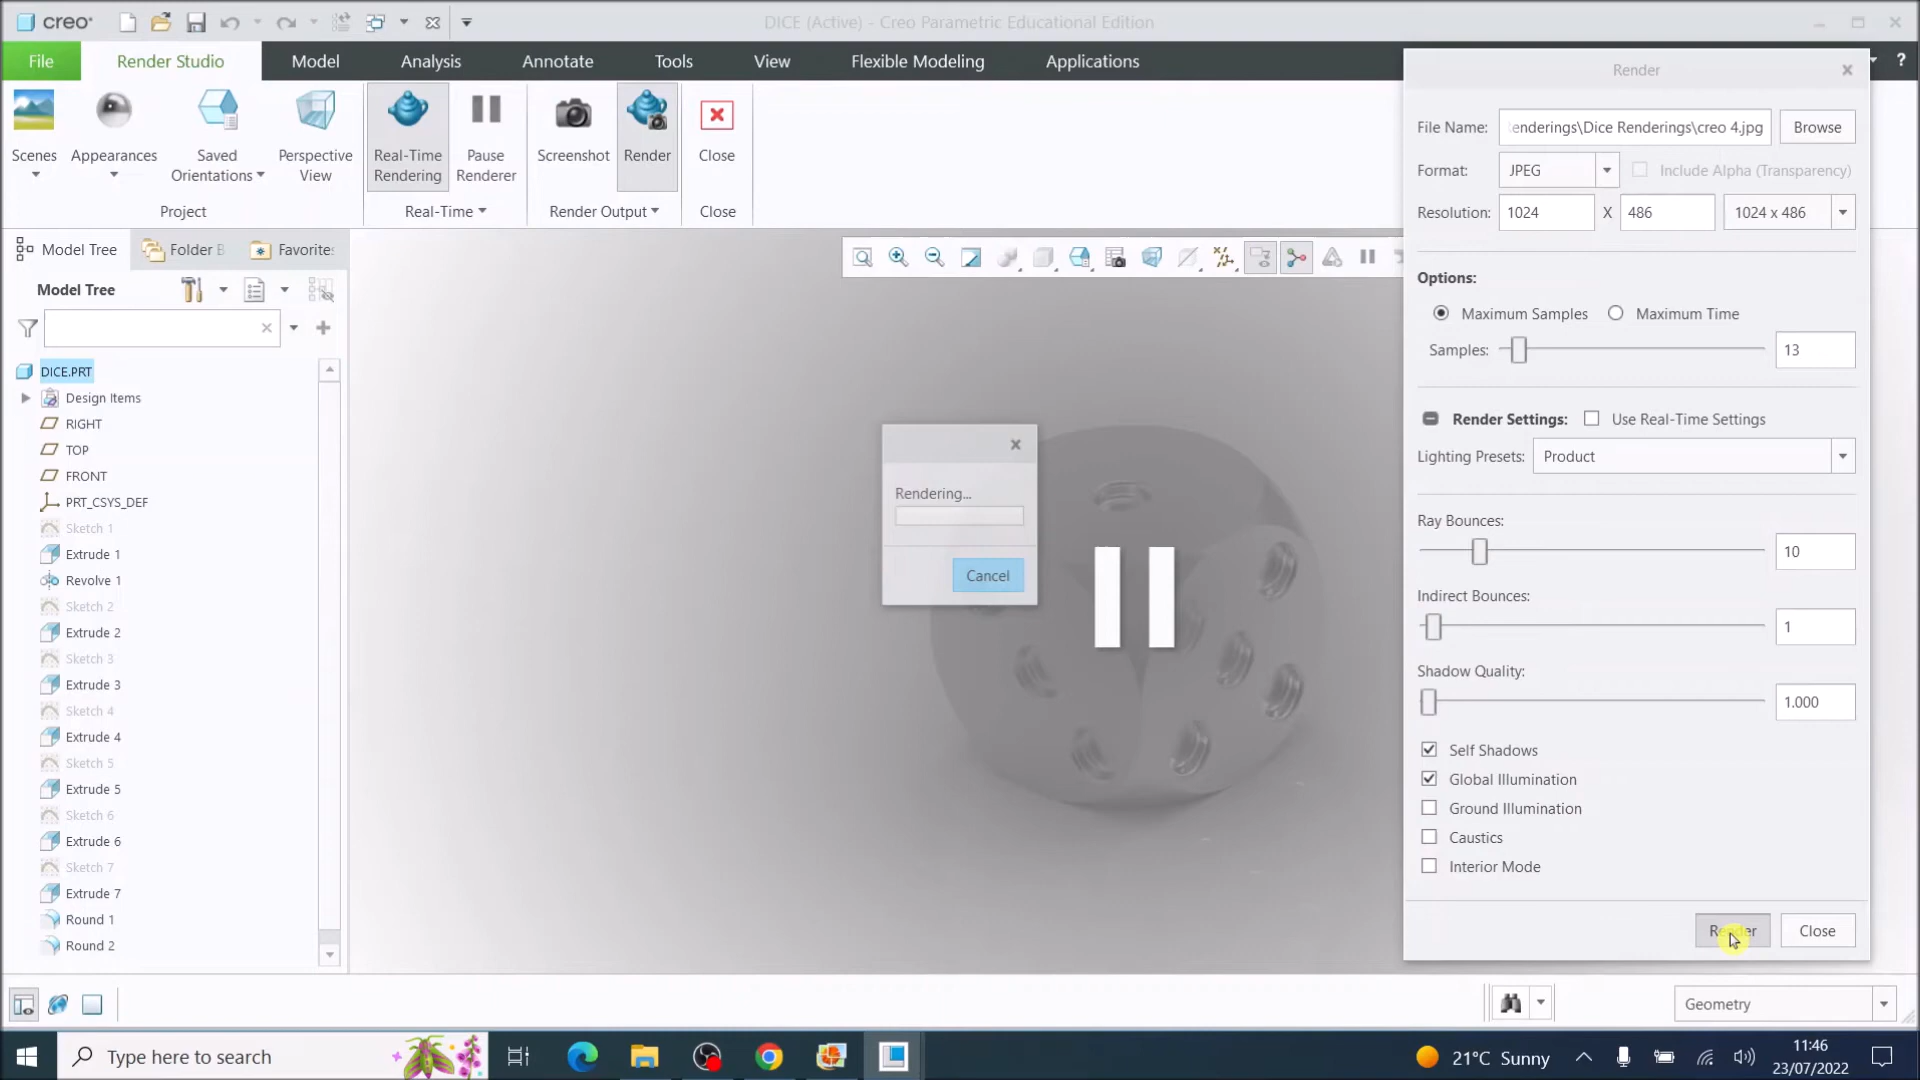 creo®
DICE (Active) - Creo Parametric Educational Edition
File
Render Studio
Model
Analysis
Annotate
Tools
View
Flexible Modeling
Applications
?
Scenes
Appearances
Saved
Orientations
Perspective
View
Real-Time
Rendering
Pause
Renderer
Screenshot
Render
Close
Project
Real-Time
Render Output
Close
Model Tree
Folder B
Favorite
Model Tree
DICE.PRT
Design Items
RIGHT
TOP
FRONT
PRT_CSYS_DEF
Sketch 1
Extrude 1
Revolve 1
Sketch 2
Extrude 2
Sketch 3
Extrude 3
Sketch 4
Extrude 4
Sketch 5
Extrude 5
Sketch 6
Extrude 6
Sketch 7
Extrude 7
Round 1
Round 2
Rendering...
Cancel
Render
File Name:
enderings\Dice Renderings\creo 4.jpg
Browse
Format:
JPEG
Include Alpha (Transparency)
Resolution:
1024
X
486
1024 x 486
Options:
Maximum Samples
Maximum Time
Samples:
13
Render Settings:
Use Real-Time Settings
Lighting Presets:
Product
Ray Bounces:
10
Indirect Bounces:
1
Shadow Quality:
1.000
Self Shadows
Global Illumination
Ground Illumination
Caustics
Interior Mode
Render
Close
Geometry
Type here to search
21°C Sunny
11:46
23/07/2022